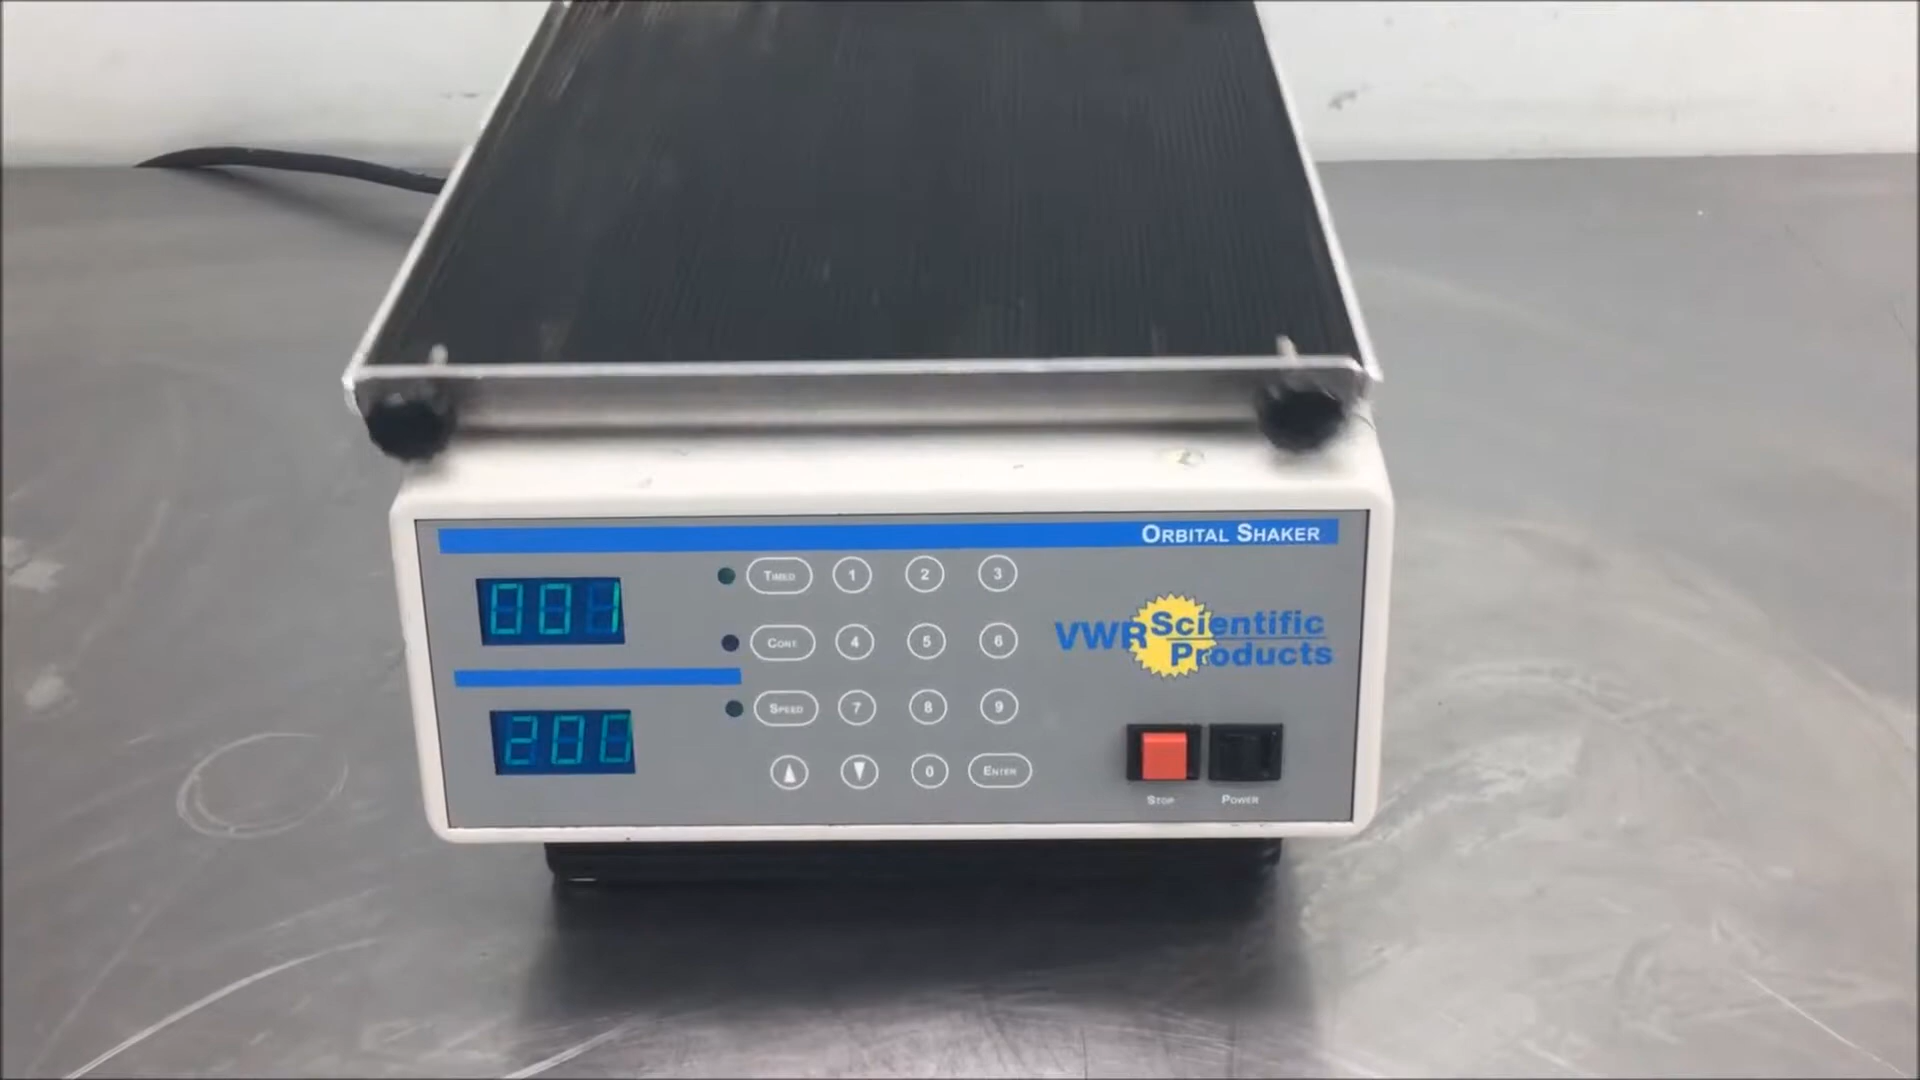 ORBITAL SHAKER
001
TIMED 1 2 3
CONT 4 5 6
VWR Scientific Products
SPEED 7 8 9
0 ENTER
STOP POWER